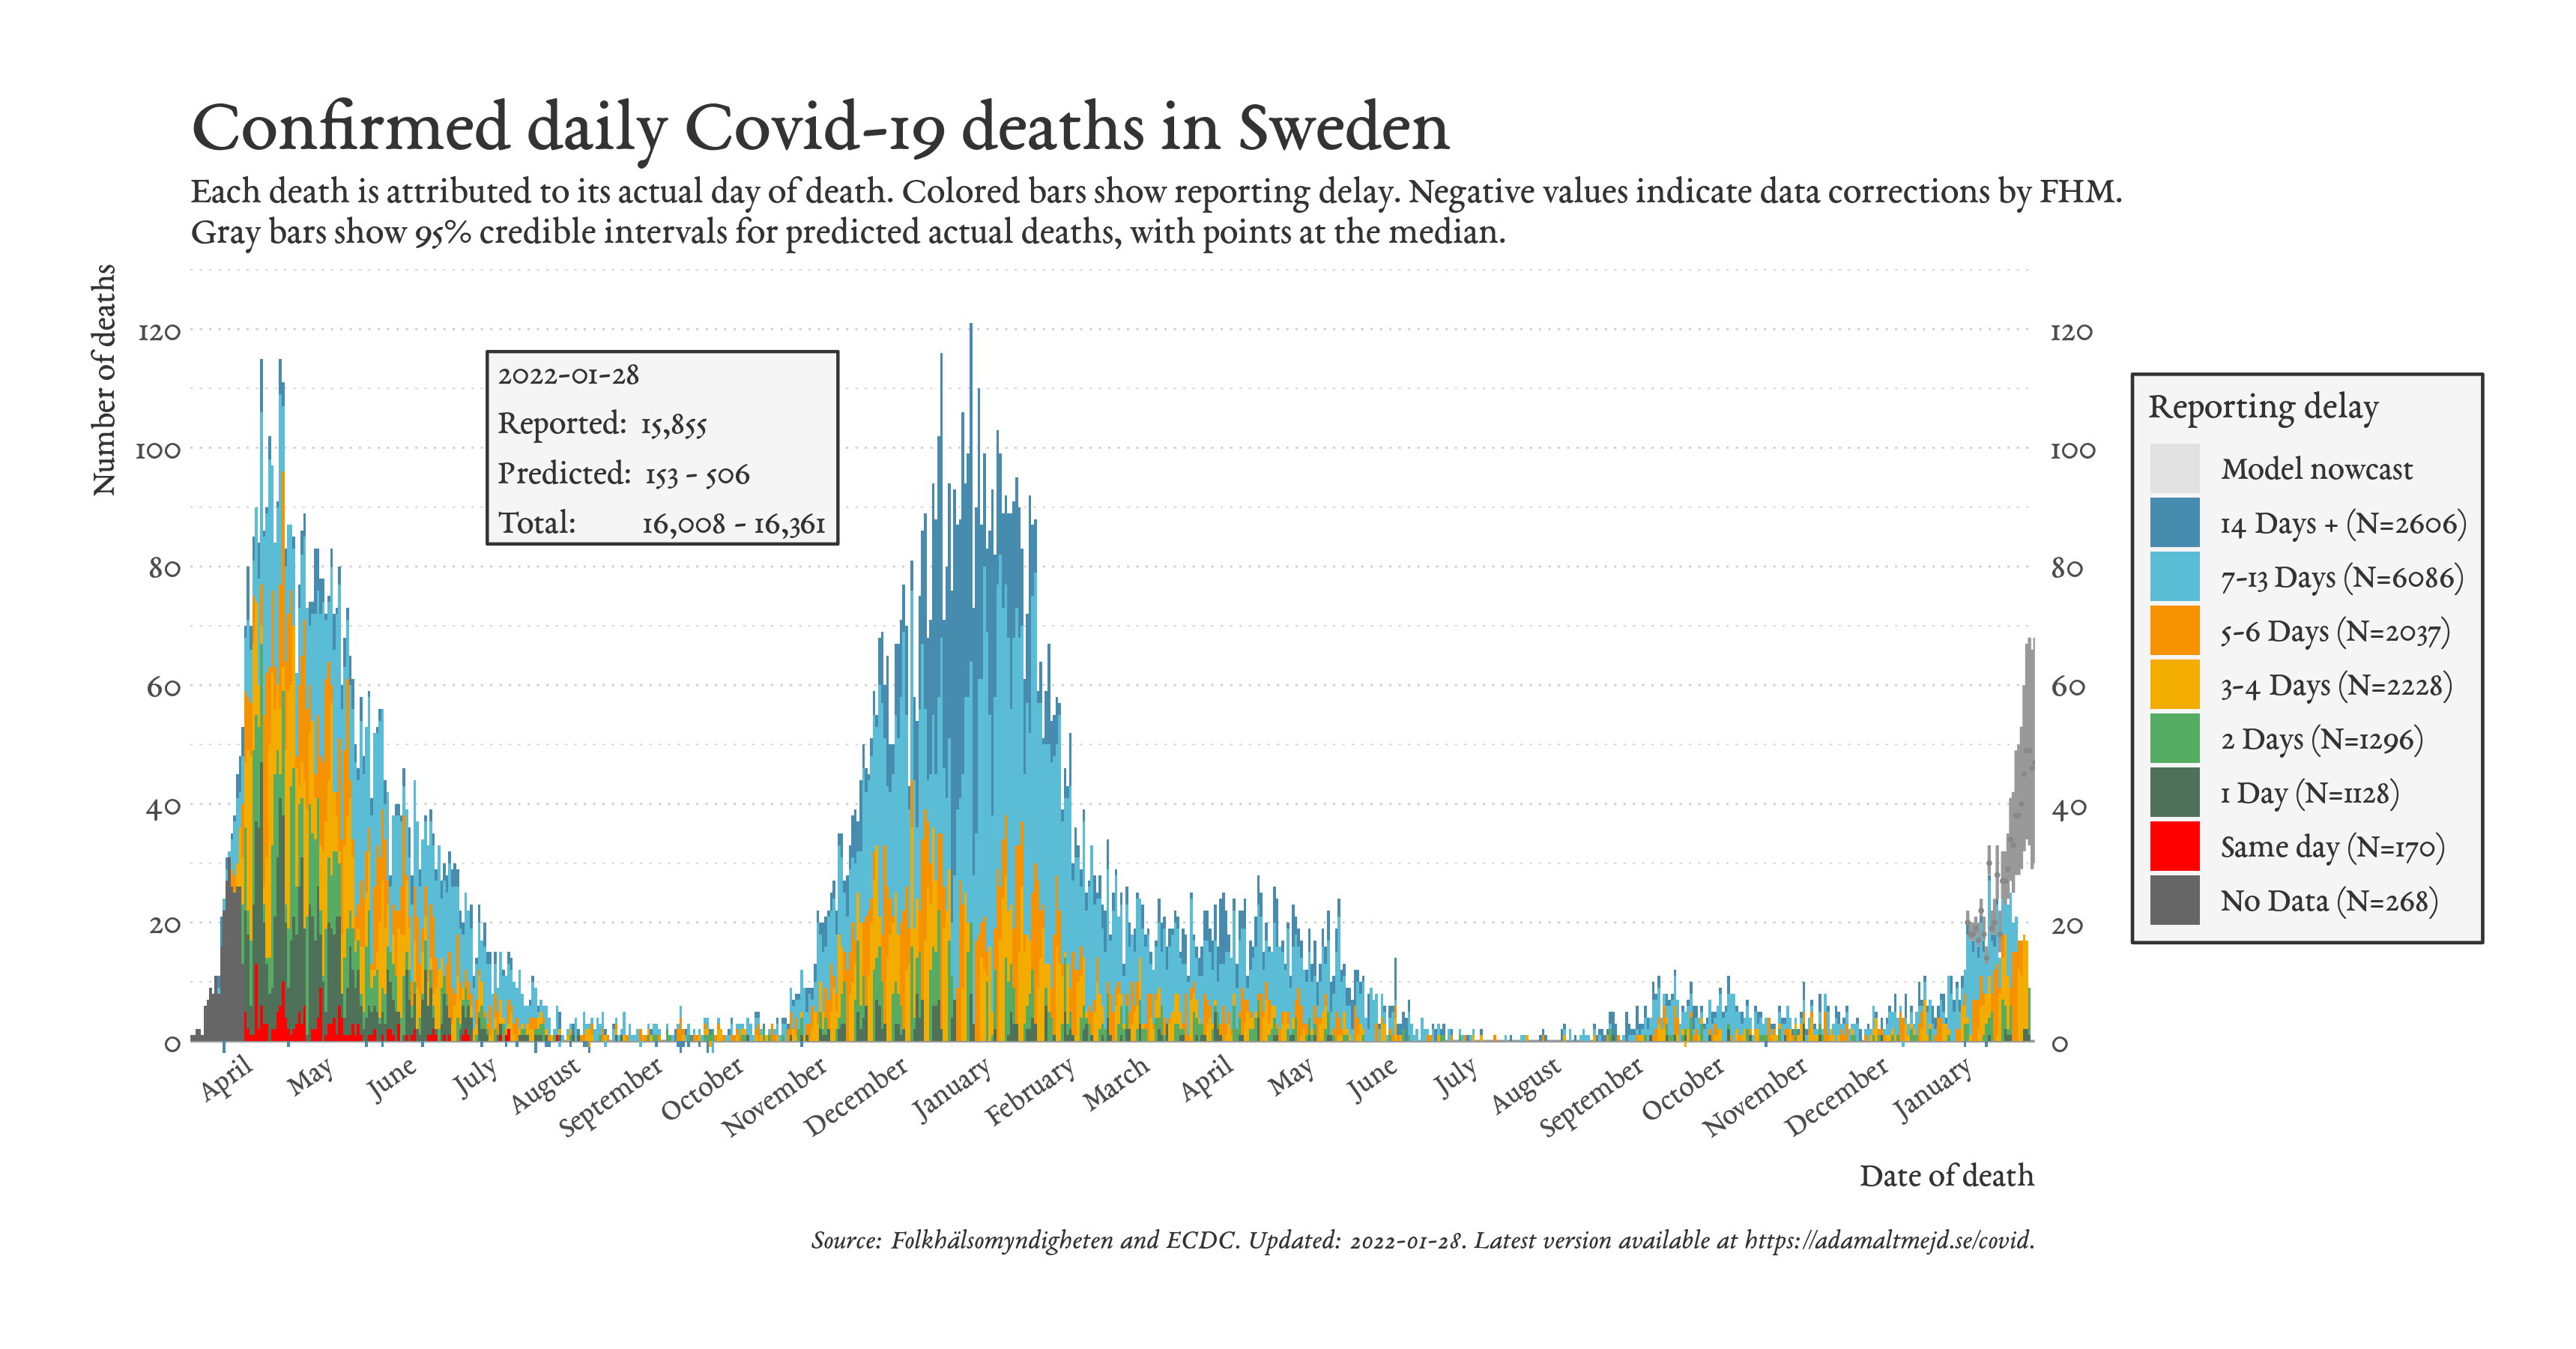 Confirmed daily Covid-19 deaths in Sweden
Each death is attributed to its actual day of death. Colored bars show reporting delay. Negative values indicate data corrections by FHM.
Gray bars show 95% credible intervals for predicted actual deaths, with points at the median.
Number of deaths
120
100
80
60
40
20
0
2022-01-28
Reported: 15,855
Predicted: 153 - 506
Total: 16,008 - 16,361
120
100
80
60
40
20
0
Reporting delay
Model nowcast
14 Days + (N=2606)
7-13 Days (N=6086)
5-6 Days (N=2037)
3-4 Days (N=2228)
2 Days (N=1296)
1 Day (N=1128)
Same day (N=170)
No Data (N=268)
April
May
June
July
August
September
October
November
December
January
February
March
April
May
June
July
August
September
October
November
December
January
Date of death
Source: Folkhälsomyndigheten and ECDC. Updated: 2022-01-28. Latest version available at https://adamaltmejd.se/covid.